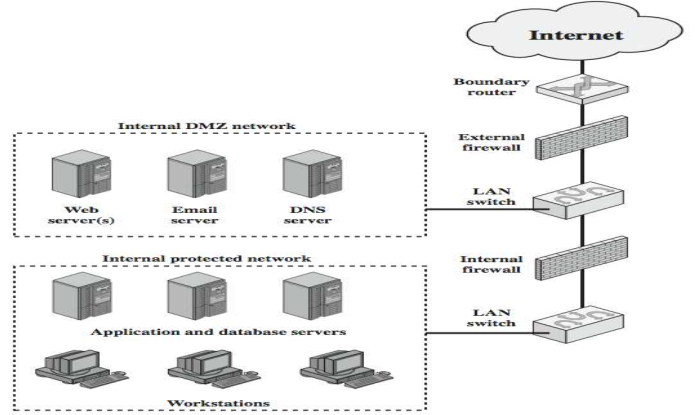 Internet
Boundary
router
External
firewall
LAN
switch
Internal
firewall
LAN
switch
Internal DMZ network
Web
server(s)
Email
server
DNS
server
Internal protected network
Application and database servers
Workstations